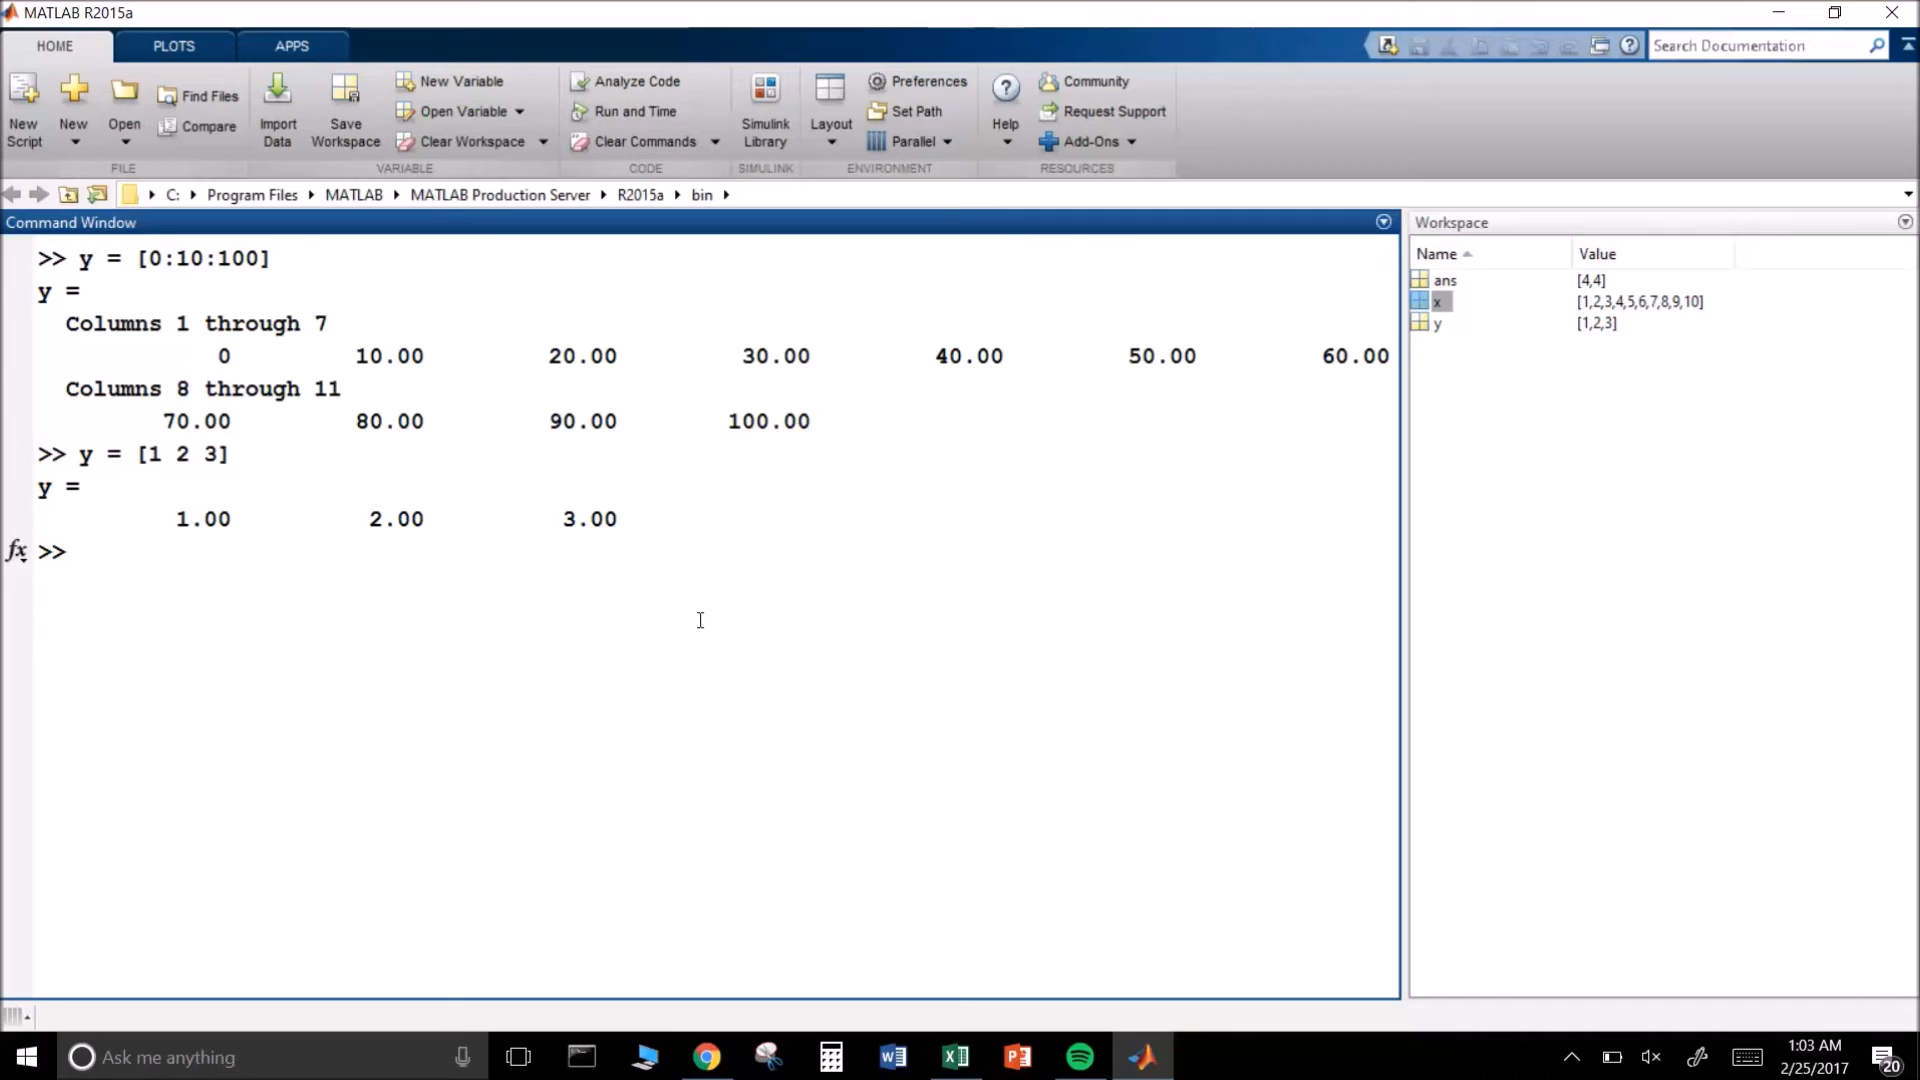 MATLAB R2015a
HOME PLOTS APPS
Search Documentation
New Script
New
Open
Find Files
Compare
Import Data
Save Workspace
New Variable
Open Variable
Clear Workspace
Analyze Code
Run and Time
Clear Commands
Simulink Library
Layout
Preferences
Set Path
Parallel
Help
Community
Request Support
Add-Ons
FILE VARIABLE CODE SIMULINK ENVIRONMENT RESOURCES
C: Program Files MATLAB MATLAB Production Server R2015a bin
Command Window
>> y = [0:10:100]
y =
Columns 1 through 7
0 10.00 20.00 30.00 40.00 50.00 60.00
Columns 8 through 11
70.00 80.00 90.00 100.00
>> y = [1 2 3]
y =
1.00 2.00 3.00
fx >>
Workspace
Name Value
ans [4,4]
x [1,2,3,4,5,6,7,8,9,10]
y [1,2,3]
Ask me anything
1:03 AM
2/25/2017
20